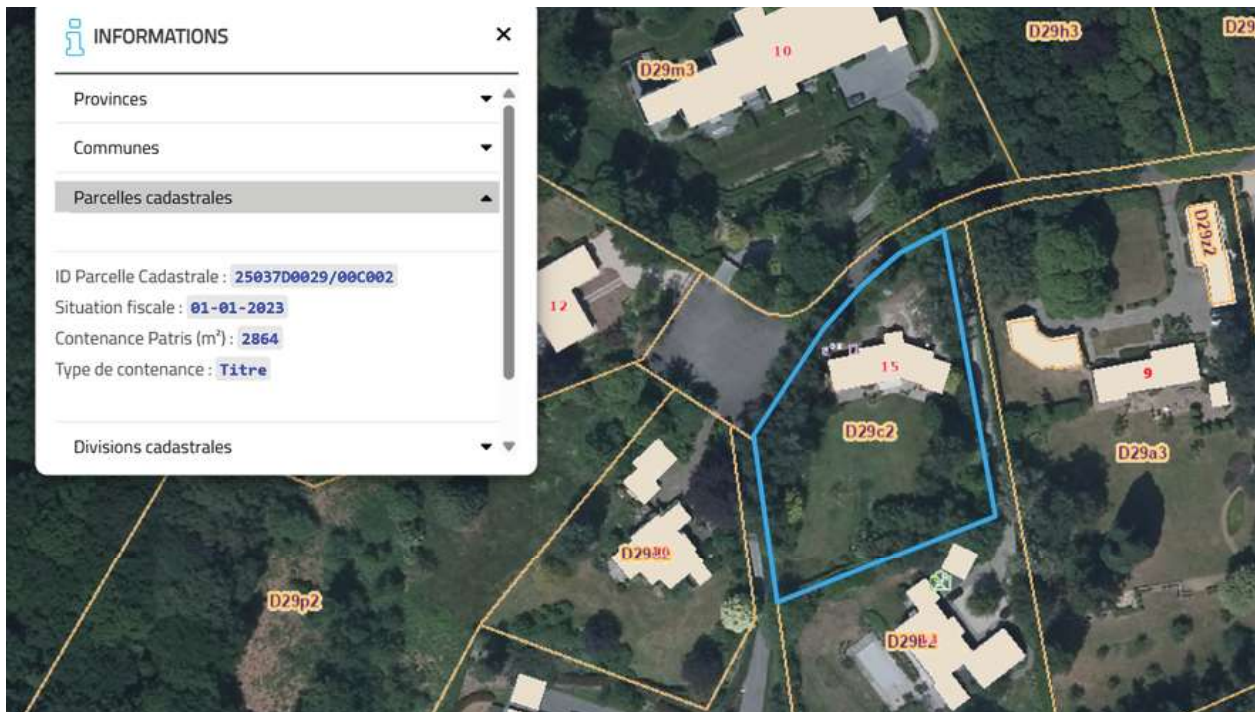 INFORMATIONS
Provinces
Communes
Parcelles cadastrales
ID Parcelle Cadastrale : 25037D0029/00C002
Situation fiscale : 01-01-2023
Contenance Patris (m²) : 2864
Type de contenance : Titre
Divisions cadastrales
D29h3
D29
10
D29m3
D29z2
12
15
9
D29c2
D29a3
D29p2